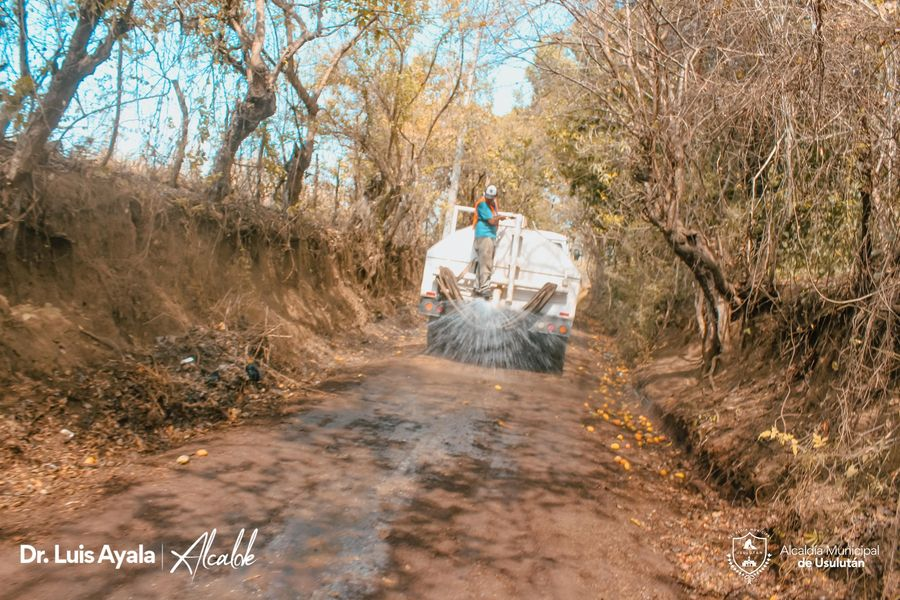 Dr. Luis Ayala | Alcalde
Alcaldía Municipal
de Usulután